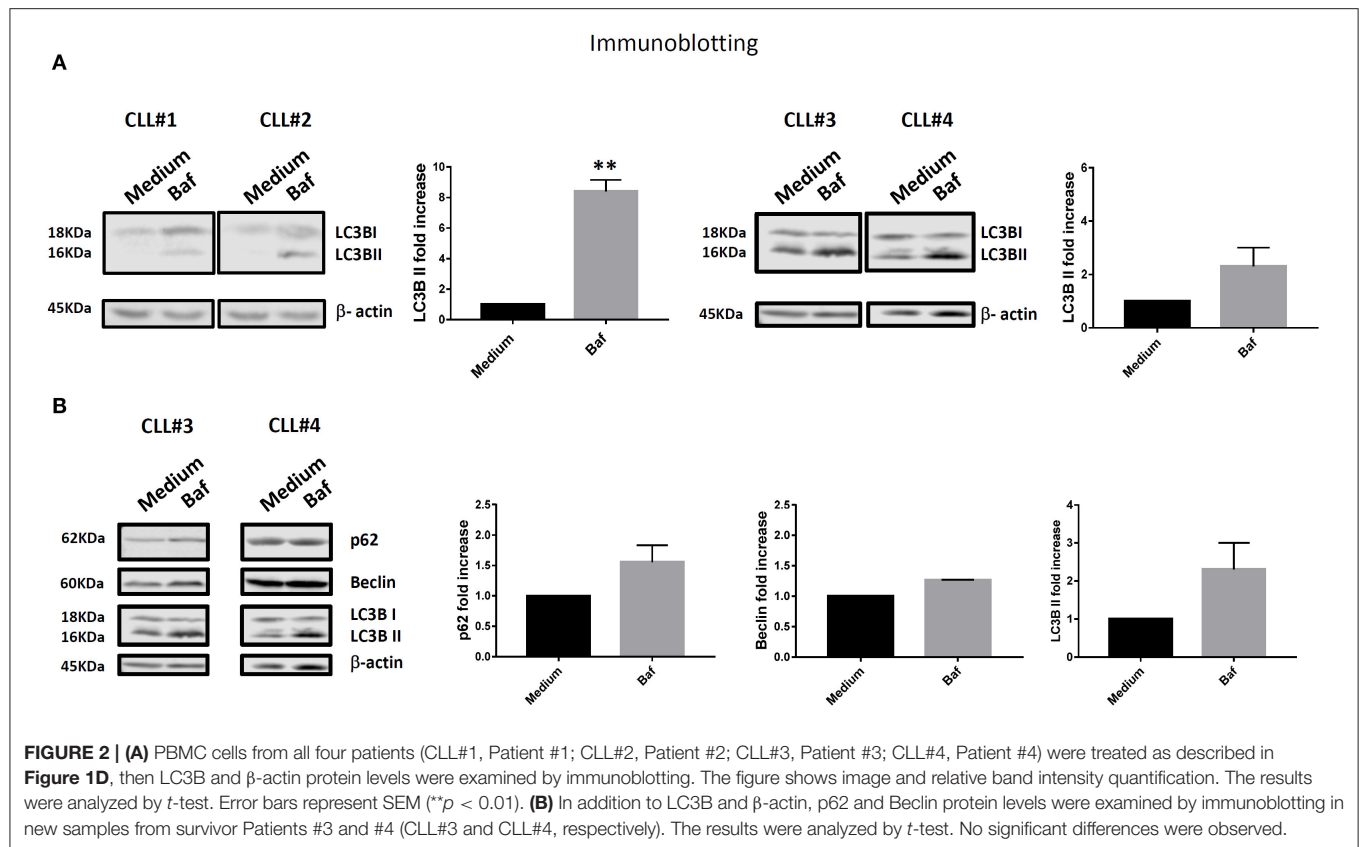 Immunoblotting
A
CLL#1 CLL#2
Medium Baf Medium Baf
18KDa LC3BI
16KDa LC3BII
45KDa β- actin
LC3B II fold increase
10
8
6
4
2
0
**
Medium Baf
CLL#3 CLL#4
Medium Baf Medium Baf
18KDa LC3BI
16KDa LC3BII
45KDa β- actin
LC3B II fold increase
6
4
2
0
Medium Baf
B
CLL#3 CLL#4
Medium Baf Medium Baf
62KDa p62
60KDa Beclin
18KDa LC3B I
16KDa LC3B II
45KDa β-actin
p62 fold increase
2.5
2.0
1.5
1.0
0.5
0.0
Medium Baf
Beclin fold increase
2.5
2.0
1.5
1.0
0.5
0.0
Medium Baf
LC3B II fold increase
4
3
2
1
0
Medium Baf
FIGURE 2 | (A) PBMC cells from all four patients (CLL#1, Patient #1; CLL#2, Patient #2; CLL#3, Patient #3; CLL#4, Patient #4) were treated as described in
Figure 1D, then LC3B and β-actin protein levels were examined by immunoblotting. The figure shows image and relative band intensity quantification. The results
were analyzed by t-test. Error bars represent SEM (**p < 0.01). (B) In addition to LC3B and β-actin, p62 and Beclin protein levels were examined by immunoblotting in
new samples from survivor Patients #3 and #4 (CLL#3 and CLL#4, respectively). The results were analyzed by t-test. No significant differences were observed.